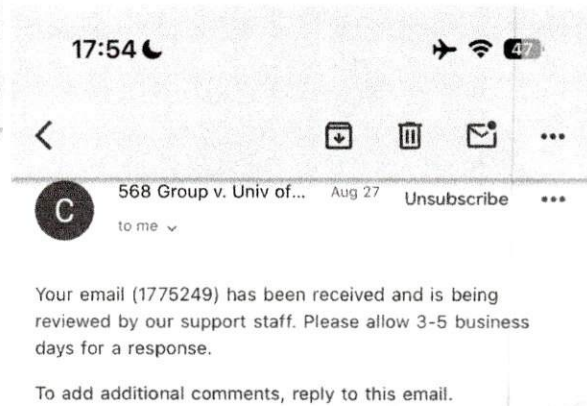 17:54
47
C
568 Group v. Univ of... Aug 27 Unsubscribe
to me
Your email (1775249) has been received and is being
reviewed by our support staff. Please allow 3-5 business
days for a response.
To add additional comments, reply to this email.